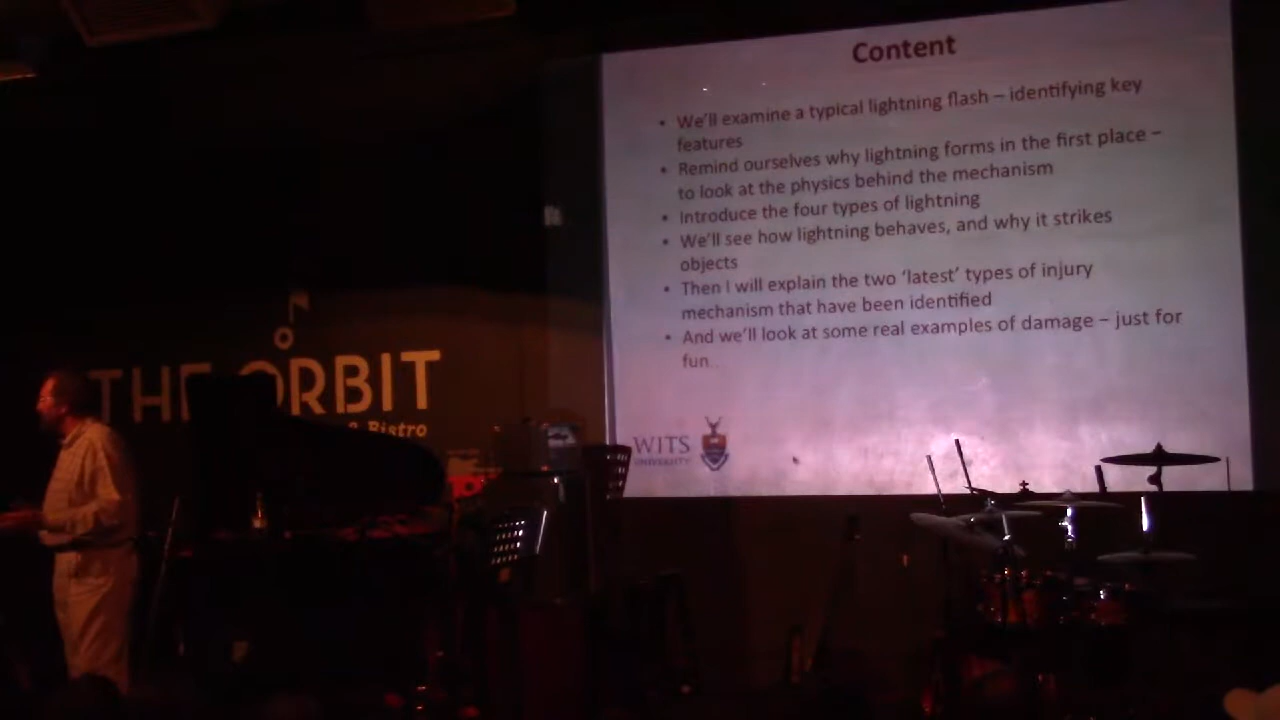 Content
• We'll examine a typical lightning flash – identifying key
features
• Remind ourselves why lightning forms in the first place –
to look at the physics behind the mechanism
• Introduce the four types of lightning
• We'll see how lightning behaves, and why it strikes
objects
• Then I will explain the two 'latest' types of injury
mechanism that have been identified
• And we'll look at some real examples of damage – just for
fun
WITS
UNIVERSITY
THE ORBIT
& Bistro